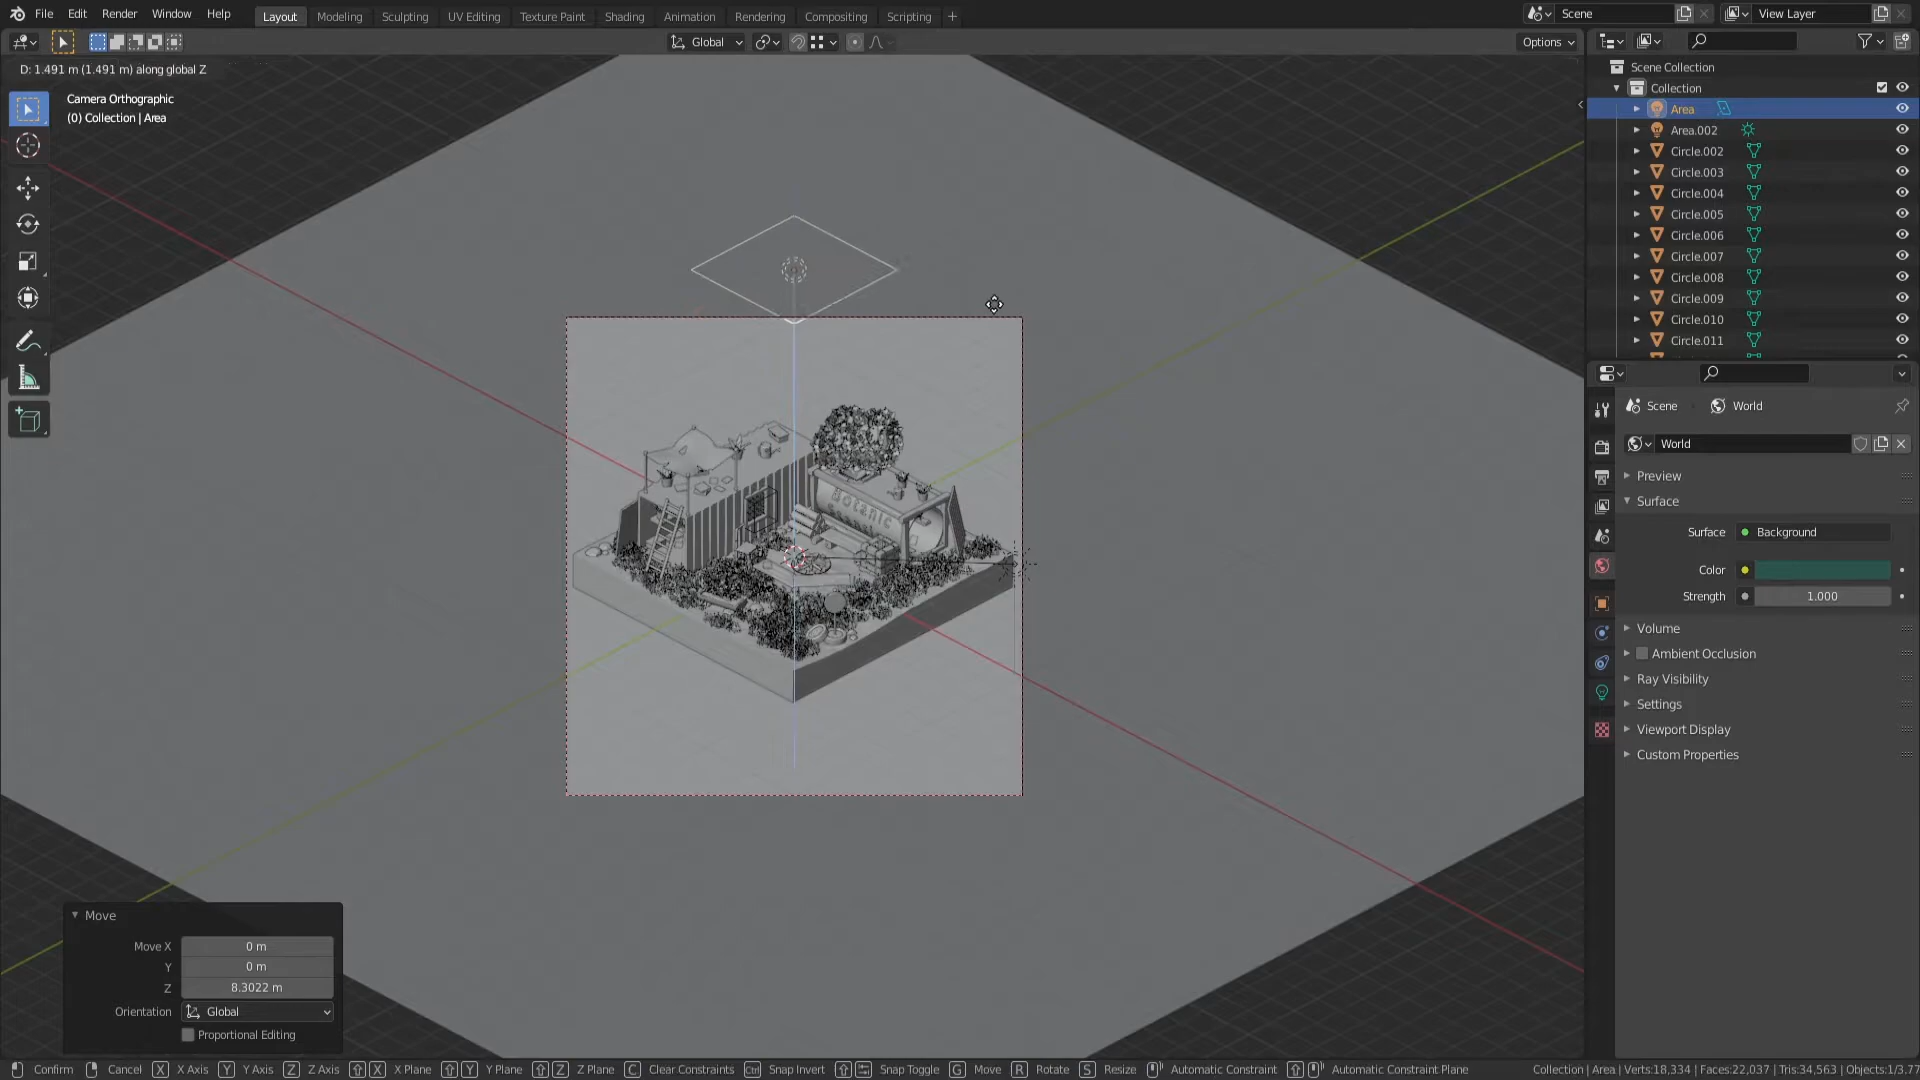 File Edit Render Window Help Layout Modeling Sculpting UV Editing Texture Paint Shading Animation Rendering Compositing Scripting + Scene View Layer
Global Options
D: 1.491 m (1.491 m) along global Z
Camera Orthographic
(0) Collection | Area
Scene Collection
Collection
Area
Area.002
Circle.002
Circle.003
Circle.004
Circle.005
Circle.006
Circle.007
Circle.008
Circle.009
Circle.010
Circle.011
Scene World
World
Preview
Surface
Surface Background
Color
Strength 1.000
Volume
Ambient Occlusion
Ray Visibility
Settings
Viewport Display
Custom Properties
Botanic
Move
Move X 0 m
Y 0 m
Z 8.3022 m
Orientation Global
Proportional Editing
Confirm Cancel X X Axis Y Y Axis Z Z Axis X X Plane Y Y Plane Z Z Plane C Clear Constraints Ctrl Snap Invert Snap Toggle G Move R Rotate S Resize Automatic Constraint Automatic Constraint Plane Collection | Area | Verts:18,334 | Faces:22,037 | Tris:34,563 | Objects:1/3.77